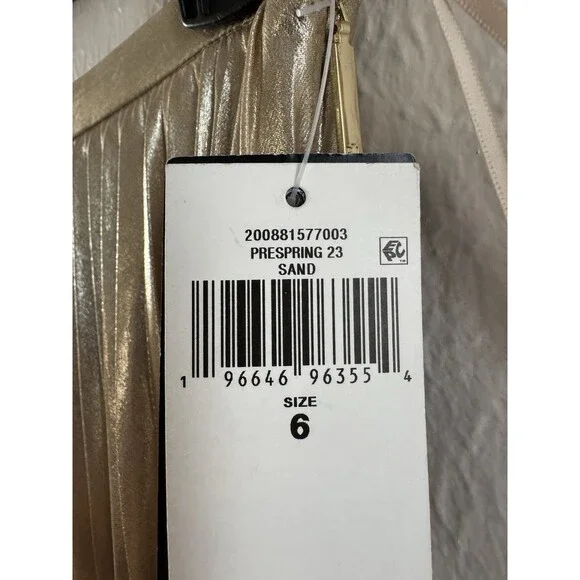 200881577003
PRESPRING 23
SAND
1 96646 96355 4
SIZE
6